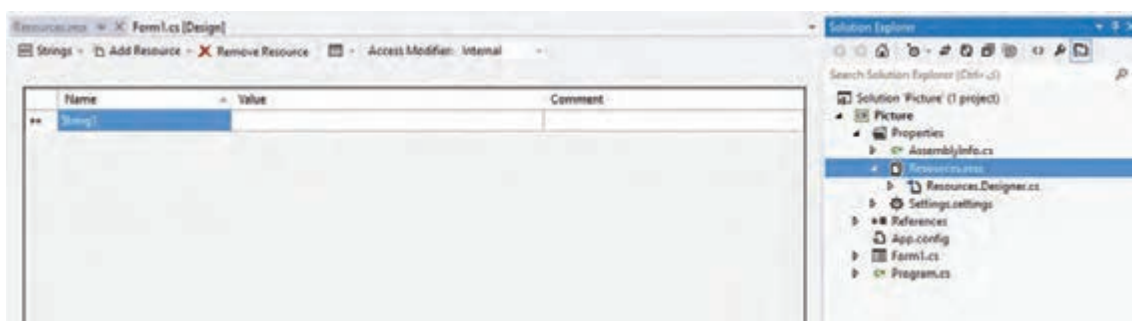 Resources.resx Form1.cs [Design]
Strings Add Resource Remove Resource Access Modifier: Internal
Name Value Comment
String1
Solution Explorer
Search Solution Explorer (Ctrl+ك)
Solution 'Picture' (1 project)
Picture
Properties
AssemblyInfo.cs
Resources.resx
Resources.Designer.cs
Settings.settings
References
App.config
Form1.cs
Program.cs